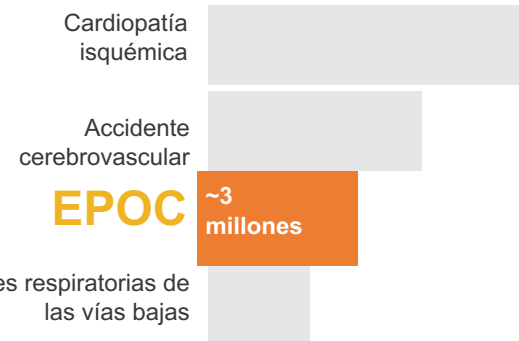 Cardiopatía
isquémica
Accidente
cerebrovascular
EPOC
~3
millones
respiratorias de
las vías bajas